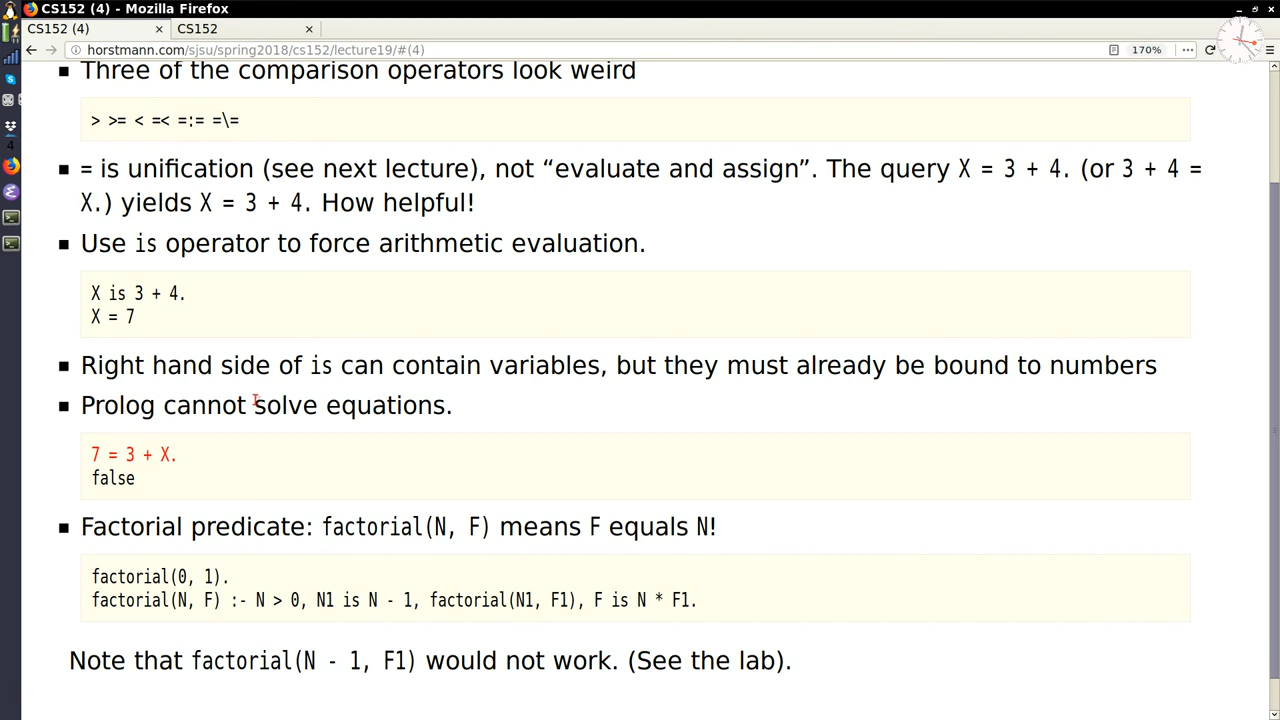 CS152 (4) - Mozilla Firefox
CS152 (4) × CS152 ×
horstmann.com/sjsu/spring2018/cs152/lecture19/#(4) 170%
Three of the comparison operators look weird
> >= < =< =:= =\=
= is unification (see next lecture), not “evaluate and assign”. The query X = 3 + 4. (or 3 + 4 =
X.) yields X = 3 + 4. How helpful!
Use is operator to force arithmetic evaluation.
X is 3 + 4.
X = 7
Right hand side of is can contain variables, but they must already be bound to numbers
Prolog cannot solve equations.
7 = 3 + X.
false
Factorial predicate: factorial(N, F) means F equals N!
factorial(0, 1).
factorial(N, F) :- N > 0, N1 is N - 1, factorial(N1, F1), F is N * F1.
Note that factorial(N - 1, F1) would not work. (See the lab).
4